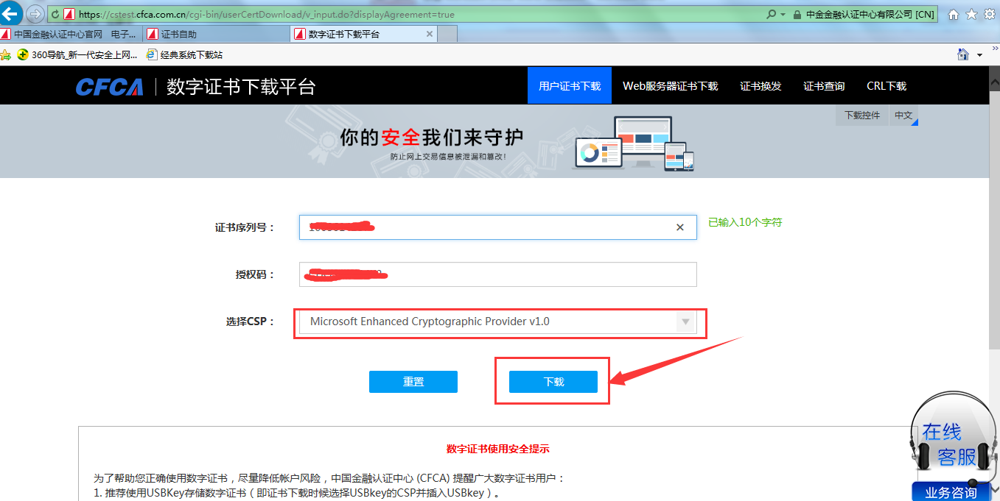 https://cstest.cfca.com.cn/cgi-bin/userCertDownload/v_input.do?displayAgreement=true
中金金融认证中心有限公司 [CN]
中国金融认证中心官网 电子...
证书自助
数字证书下载平台
360导航_新一代安全上网...
经典系统下载站
CFCA
数字证书下载平台
用户证书下载
Web服务器证书下载
证书换发
证书查询
CRL下载
下载控件
中文
你的安全我们来守护
防止网上交易信息被泄漏和篡改！
证书序列号：
已输入10个字符
授权码：
选择CSP：
Microsoft Enhanced Cryptographic Provider v1.0
重置
下载
数字证书使用安全提示
为了帮助您正确使用数字证书，尽量降低帐户风险，中国金融认证中心 (CFCA) 提醒广大数字证书用户：
1. 推荐使用USBKey存储数字证书（即证书下载时候选择USBkey的CSP并插入USBkey）。
在线
客服
业务咨询